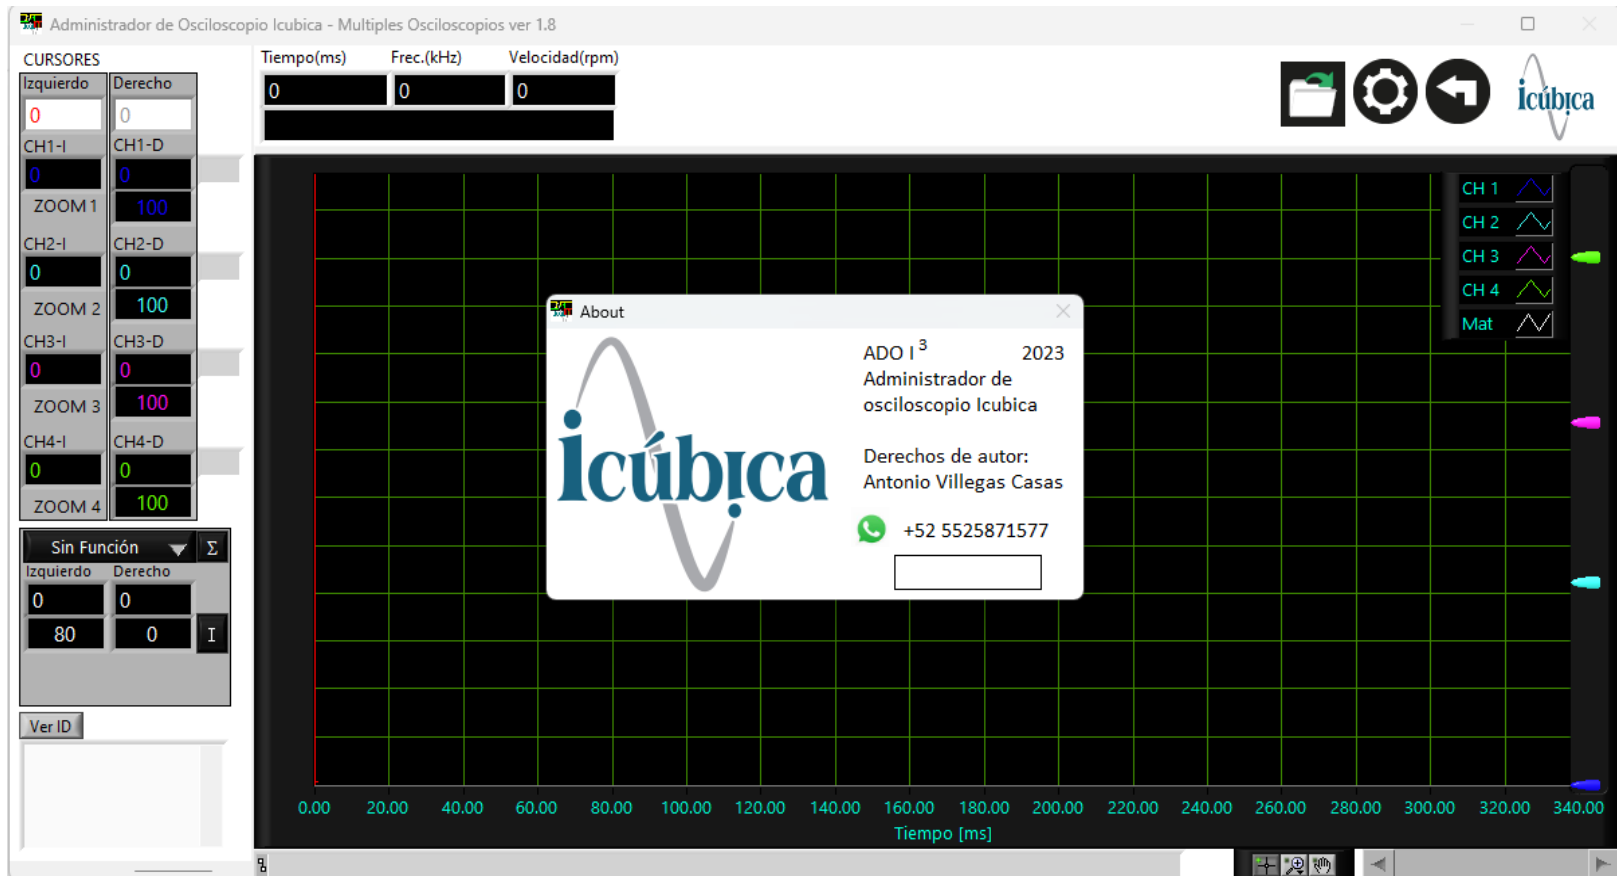 Administrador de Osciloscopio Icubica - Multiples Osciloscopios ver 1.8
CURSORES
Izquierdo Derecho
0 0
CH1-I CH1-D
0 0
ZOOM 1 100
CH2-I CH2-D
0 0
ZOOM 2 100
CH3-I CH3-D
0 0
ZOOM 3 100
CH4-I CH4-D
0 0
ZOOM 4 100
Sin Función Σ
Izquierdo Derecho
0 0
80 0 I
Ver ID
Tiempo(ms) Frec.(kHz) Velocidad(rpm)
0 0 0
icúbica
CH 1
CH 2
CH 3
CH 4
Mat
About
icúbica
ADO I 3 2023
Administrador de
osciloscopio Icubica
Derechos de autor:
Antonio Villegas Casas
+52 5525871577
0.00 20.00 40.00 60.00 80.00 100.00 120.00 140.00 160.00 180.00 200.00 220.00 240.00 260.00 280.00 300.00 320.00 340.00
Tiempo [ms]